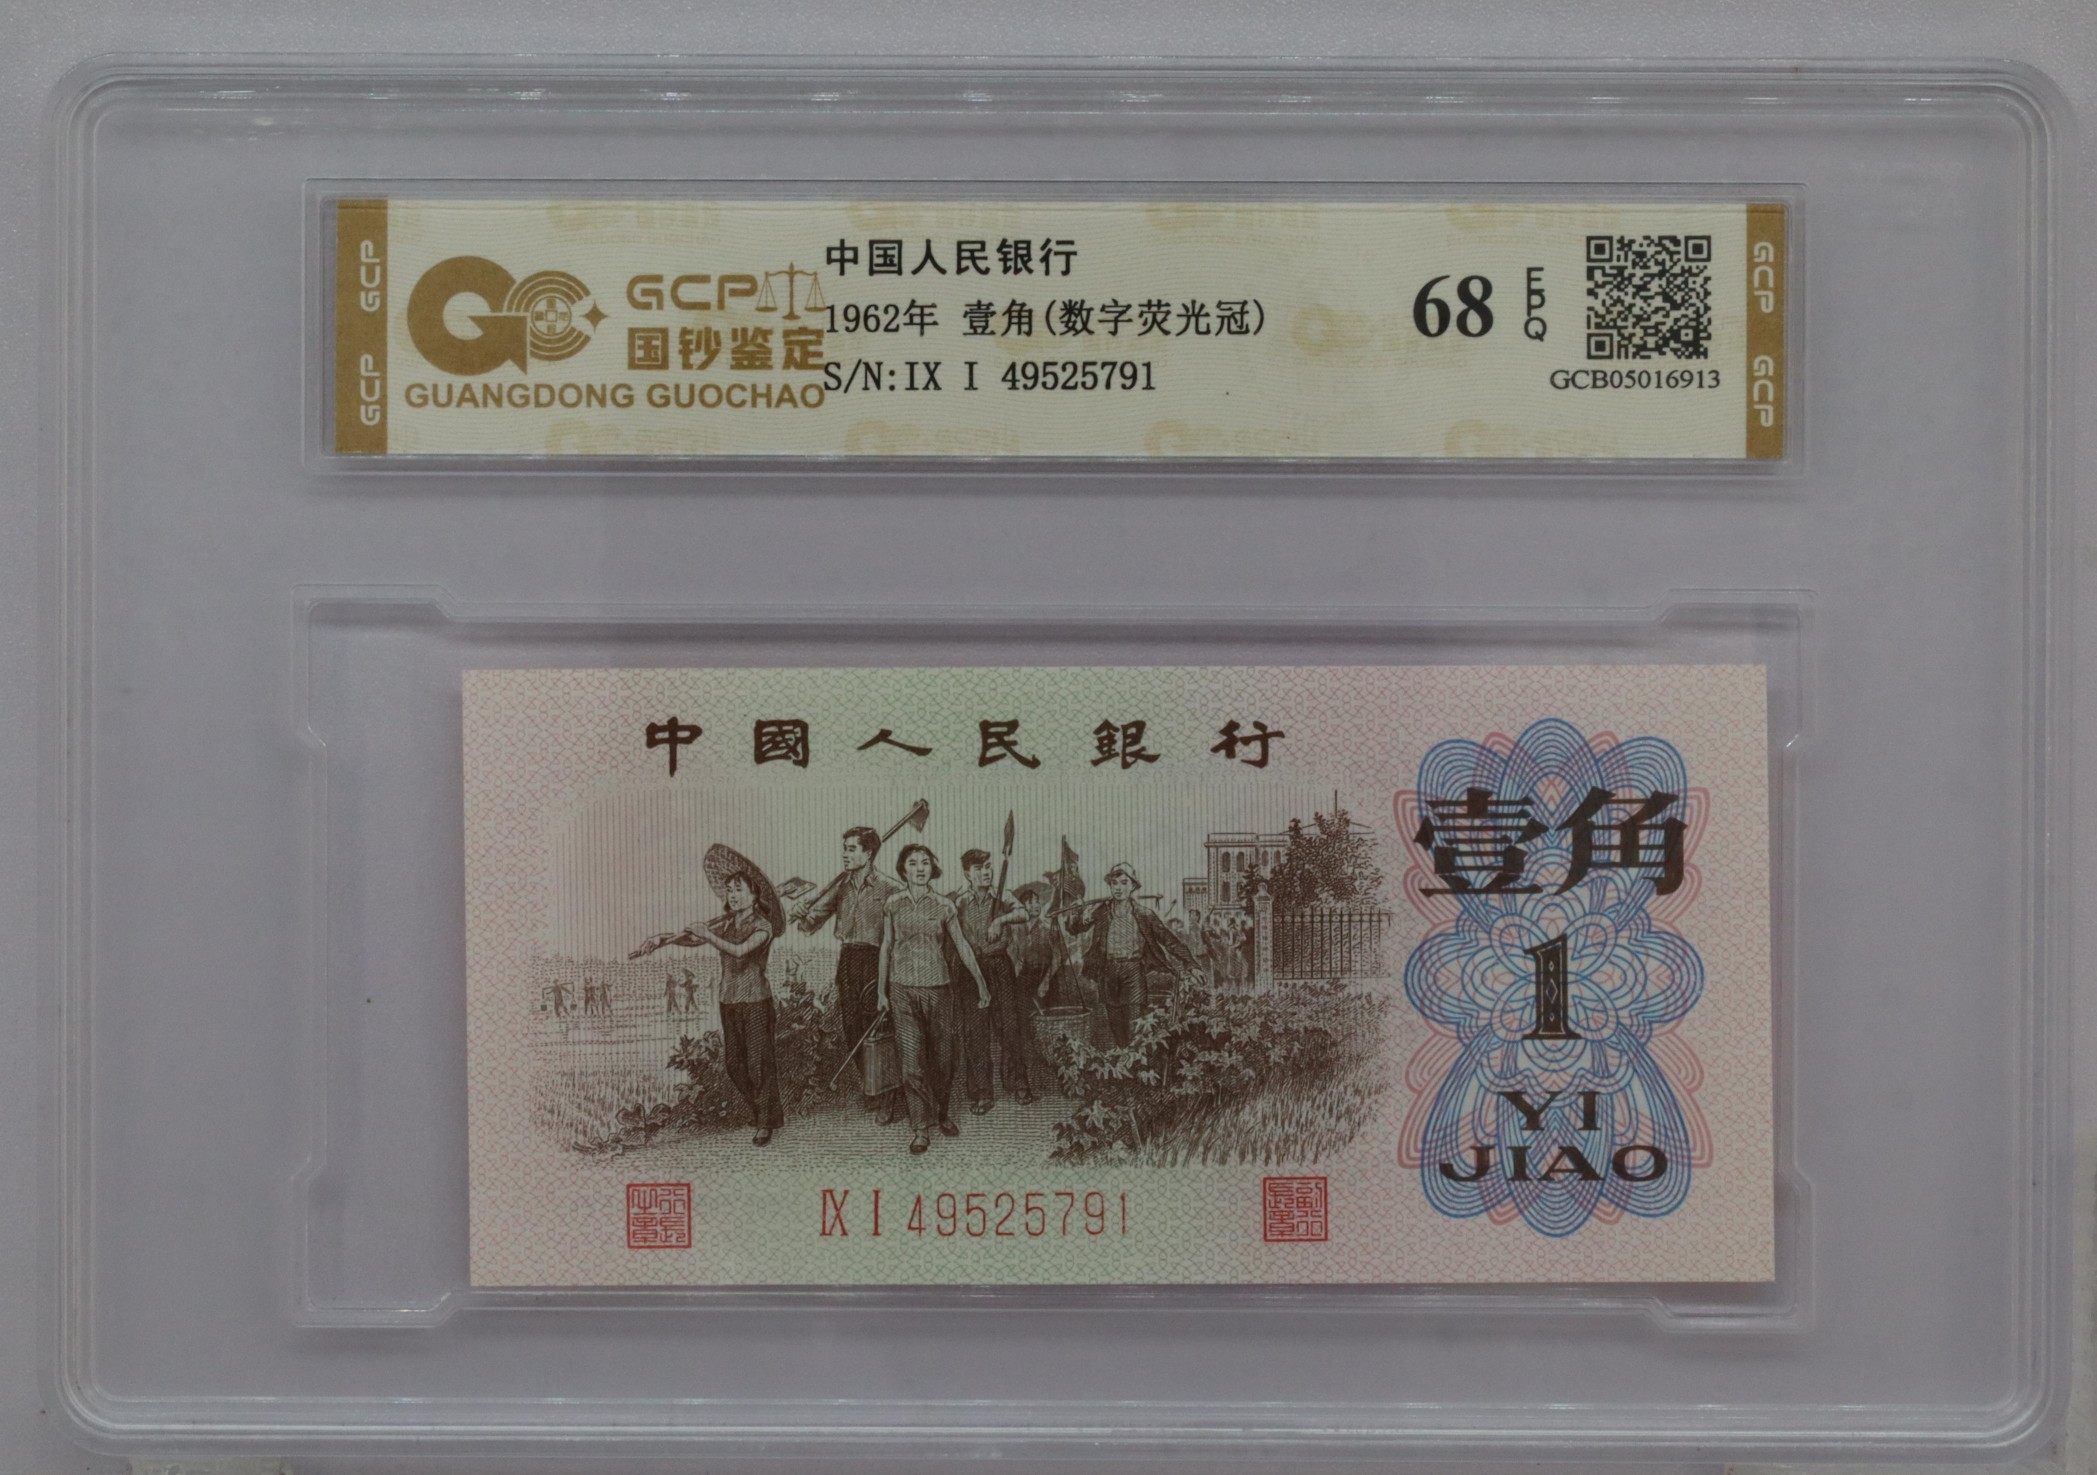 GCP
GCP
GCP
国钞鉴定
GUANGDONG GUOCHAO
中国人民银行
1962年 壹角(数字荧光冠)
S/N:IX I 49525791
68 EPQ
GCB05016913
GCP
GCP
中國人民銀行
壹角
1
YI
JIAO
IX I 49525791